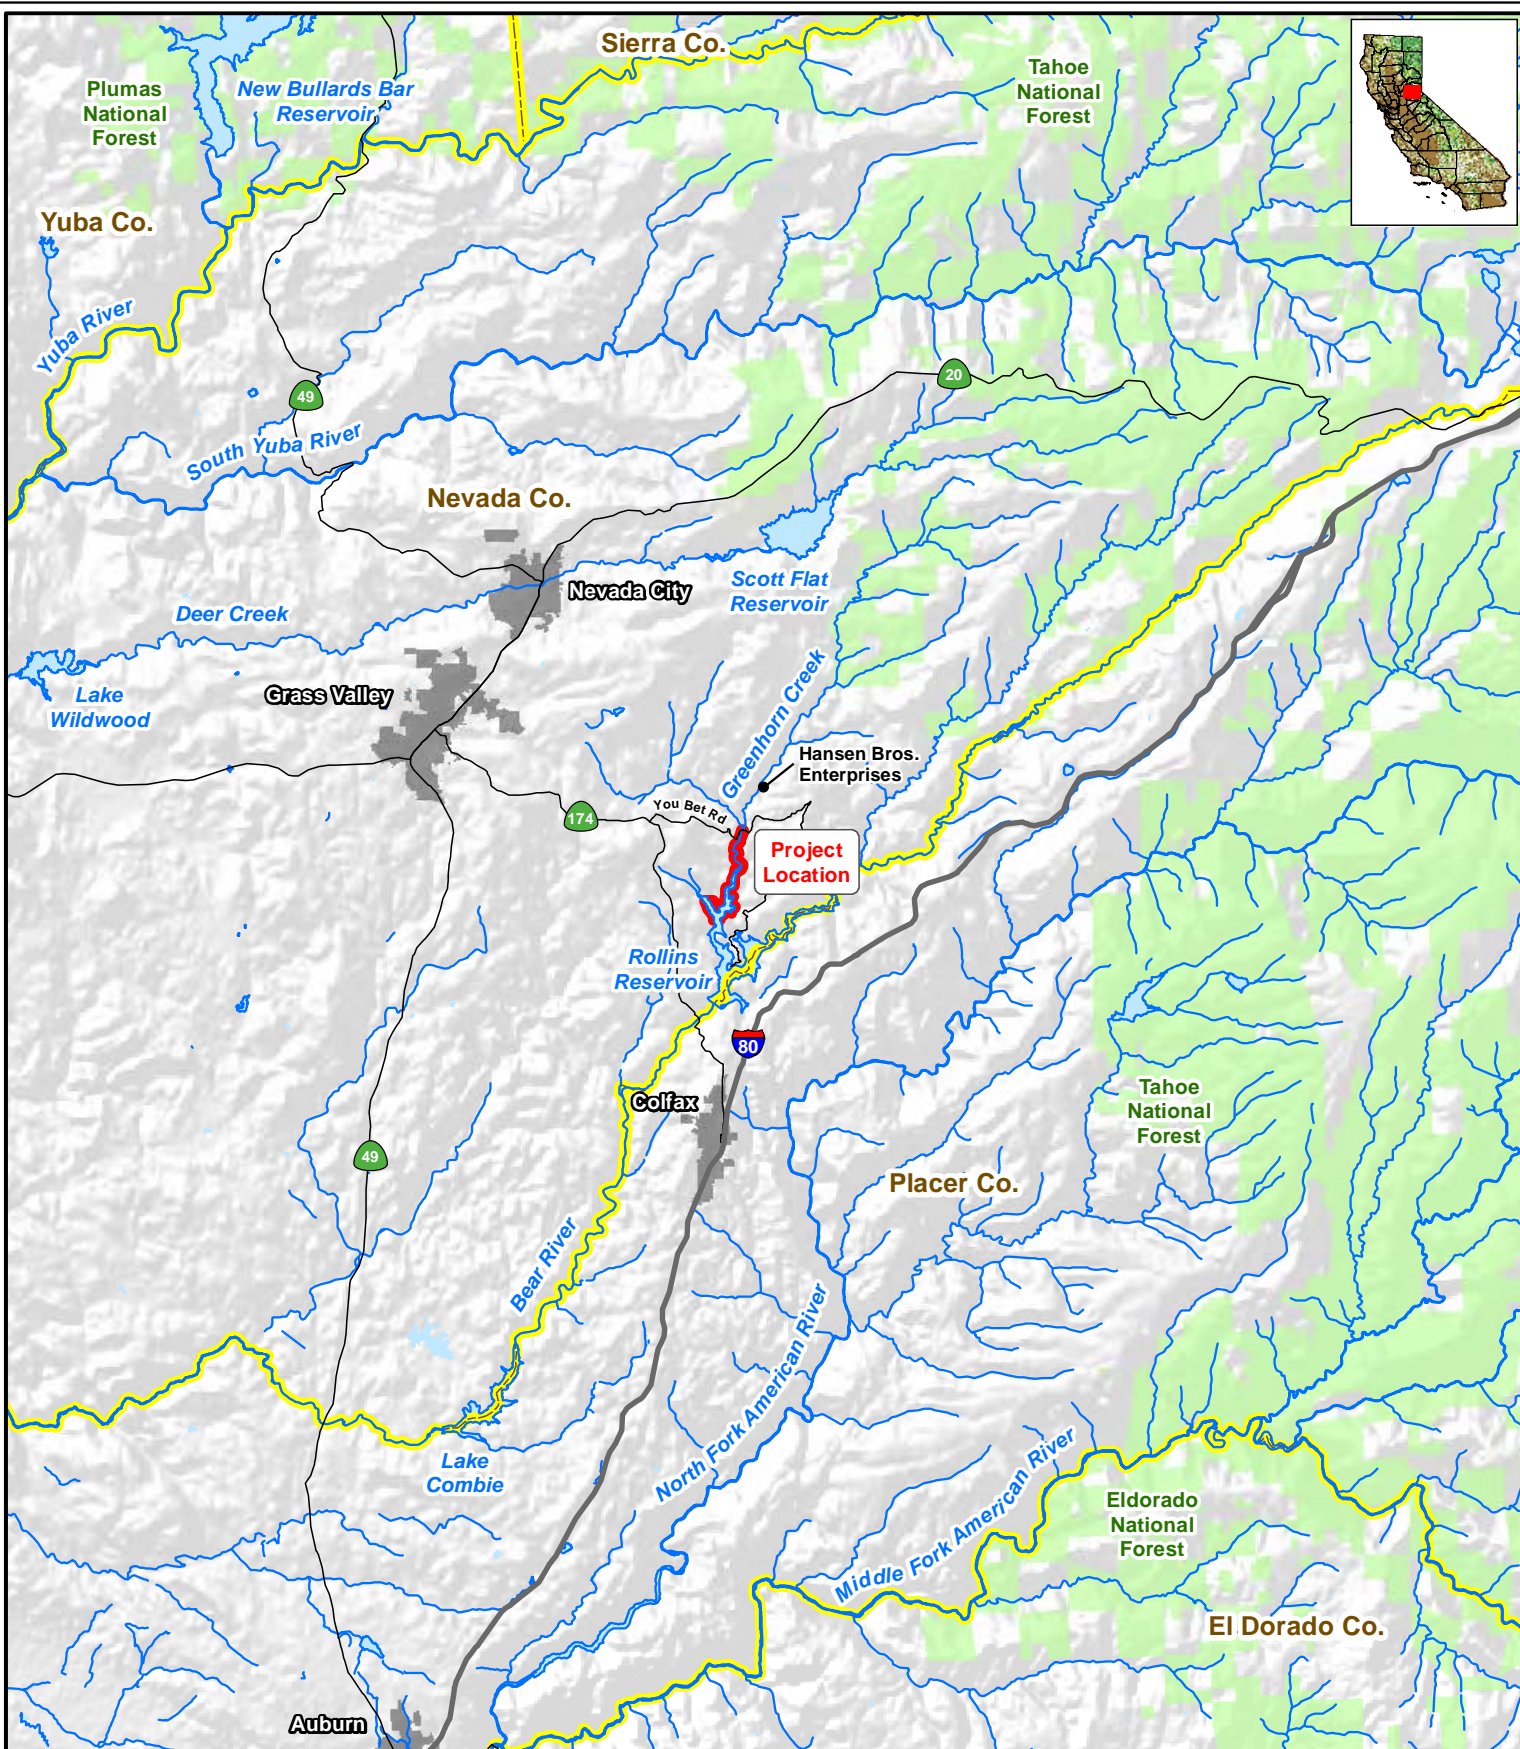 Sierra Co.
Plumas
National
Forest
New Bullards Bar
Reservoir
Tahoe
National
Forest
Yuba Co.
Yuba River
49
20
South Yuba River
Nevada Co.
Nevada City
Scott Flat
Reservoir
Deer Creek
Lake
Wildwood
Grass Valley
Greenhorn Creek
Hansen Bros.
Enterprises
You Bet Rd
174
Project
Location
Rollins
Reservoir
80
Colfax
Tahoe
National
Forest
49
Placer Co.
Bear River
North Fork American River
Lake
Combie
Middle Fork American River
Eldorado
National
Forest
El Dorado Co.
Auburn